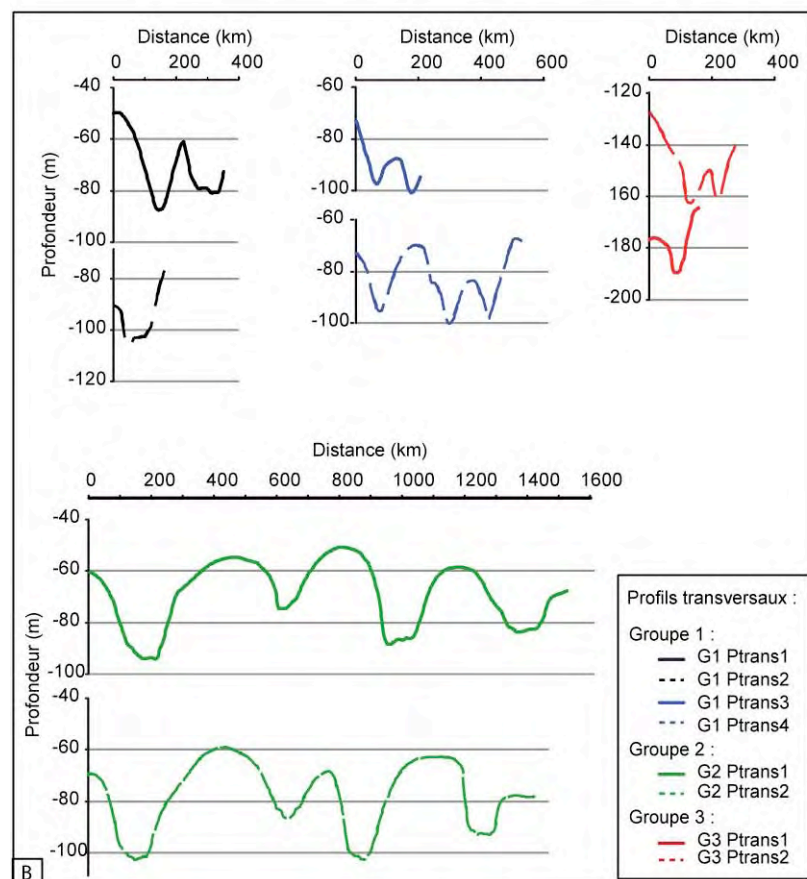 Distance (km)
0 200 400
-40
-60
-80
-100
-80
-100
-120
Profondeur (m)
Distance (km)
0 200 400 600
-60
-80
-100
-60
-80
-100
Distance (km)
0 200 400
-120
-140
-160
-180
-200
Distance (km)
0 200 400 600 800 1000 1200 1400 1600
-40
-60
-80
-100
-40
-60
-80
-100
Profondeur (m)
Profils transversaux :
Groupe 1 :
G1 Ptrans1
G1 Ptrans2
G1 Ptrans3
G1 Ptrans4
Groupe 2 :
G2 Ptrans1
G2 Ptrans2
Groupe 3 :
G3 Ptrans1
G3 Ptrans2
B